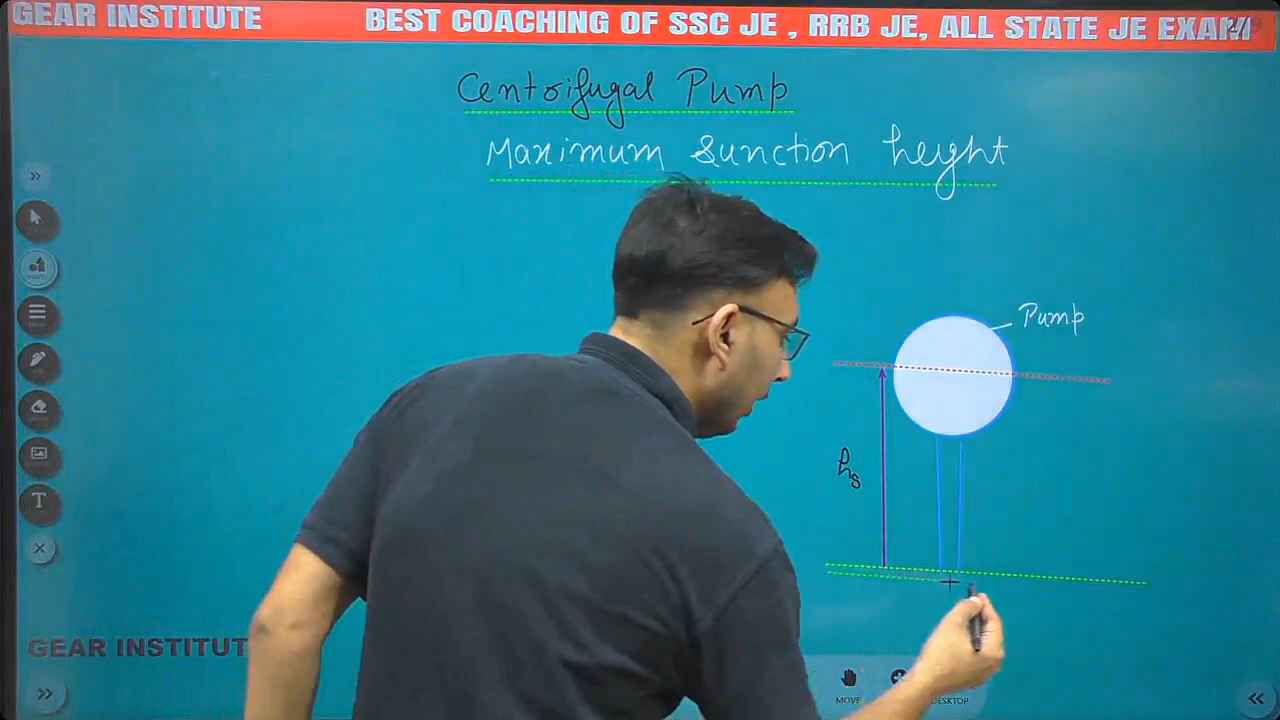 GEAR INSTITUTE BEST COACHING OF SSC JE , RRB JE, ALL STATE JE EXAM
Centrifugal Pump
Maximum Sunction height
Pump
hs
T
GEAR INSTITUT
MOVE DESKTOP